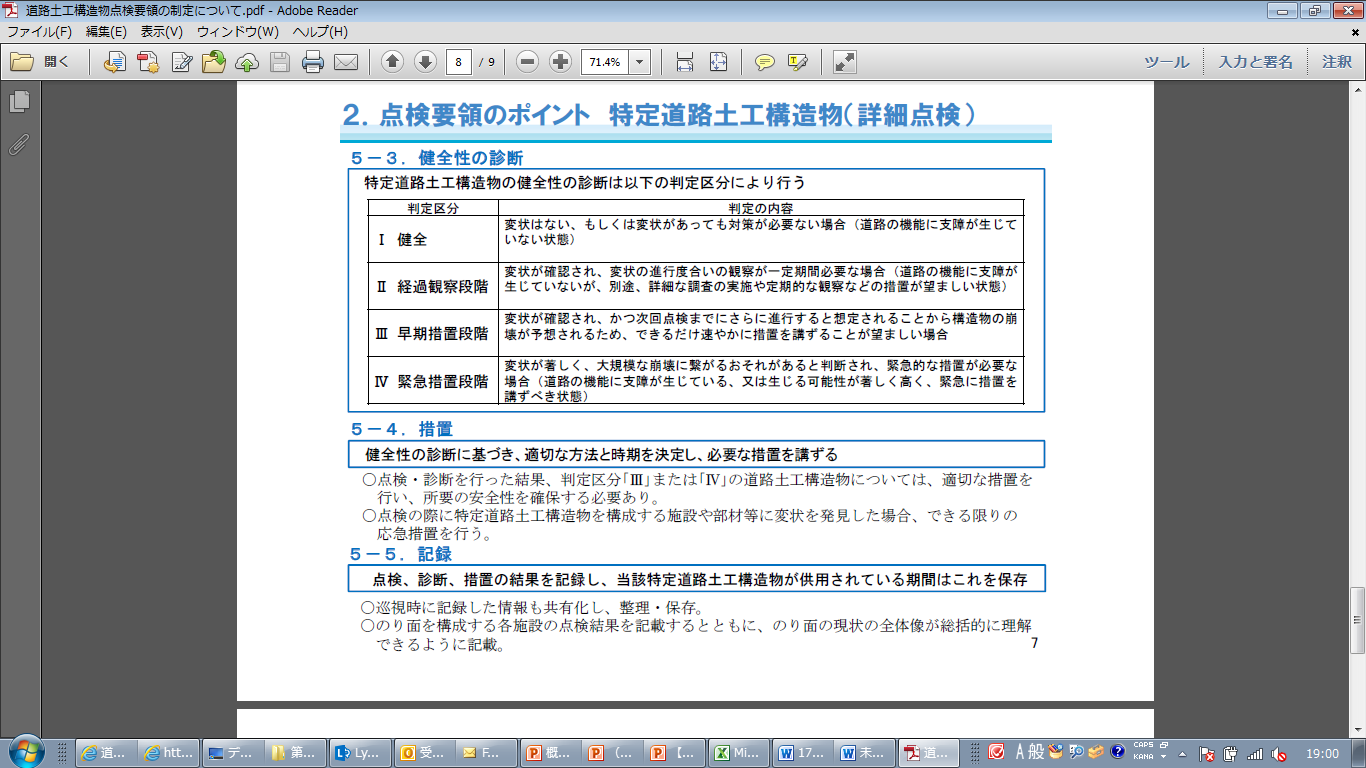 道路土工構造物点検要領の制定について.pdf - Adobe Reader
ファイル(F) 編集(E) 表示(V) ウィンドウ(W) ヘルプ(H)
開く 8 / 9 71.4% ツール 入力と署名 注釈
２．点検要領のポイント 特定道路土工構造物（詳細点検）
５－３．健全性の診断
特定道路土工構造物の健全性の診断は以下の判定区分により行う
判定区分 判定の内容
Ⅰ 健全
変状はない、もしくは変状があっても対策が必要ない場合（道路の機能に支障が生じて
いない状態）
Ⅱ 経過観察段階
変状が確認され、変状の進行度合いの観察が一定期間必要な場合（道路の機能に支障が
生じていないが、別途、詳細な調査の実施や定期的な観察などの措置が望ましい状態）
Ⅲ 早期措置段階
変状が確認され、かつ次回点検までにさらに進行すると想定されることから構造物の崩
壊が予想されるため、できるだけ速やかに措置を講ずることが望ましい場合
Ⅳ 緊急措置段階
変状が著しく、大規模な崩壊に繋がるおそれがあると判断され、緊急的な措置が必要な
場合（道路の機能に支障が生じている、又は生じる可能性が著しく高く、緊急に措置を
講ずべき状態）
５－４．措置
健全性の診断に基づき、適切な方法と時期を決定し、必要な措置を講ずる
○点検・診断を行った結果、判定区分「Ⅲ」または「Ⅳ」の道路土工構造物については、適切な措置を
行い、所要の安全性を確保する必要あり。
○点検の際に特定道路土工構造物を構成する施設や部材等に変状を発見した場合、できる限りの
応急措置を行う。
５－５．記録
点検、診断、措置の結果を記録し、当該特定道路土工構造物が供用されている期間はこれを保存
○巡視時に記録した情報も共有化し、整理・保存。
○のり面を構成する各施設の点検結果を記載するとともに、のり面の現状の全体像が総括的に理解
できるように記載。
7
道... htt... デ... 第... Ly... 受... F... 概... （... 【... Mi... 17... 未... 道... A 般 CAPS KANA 19:00